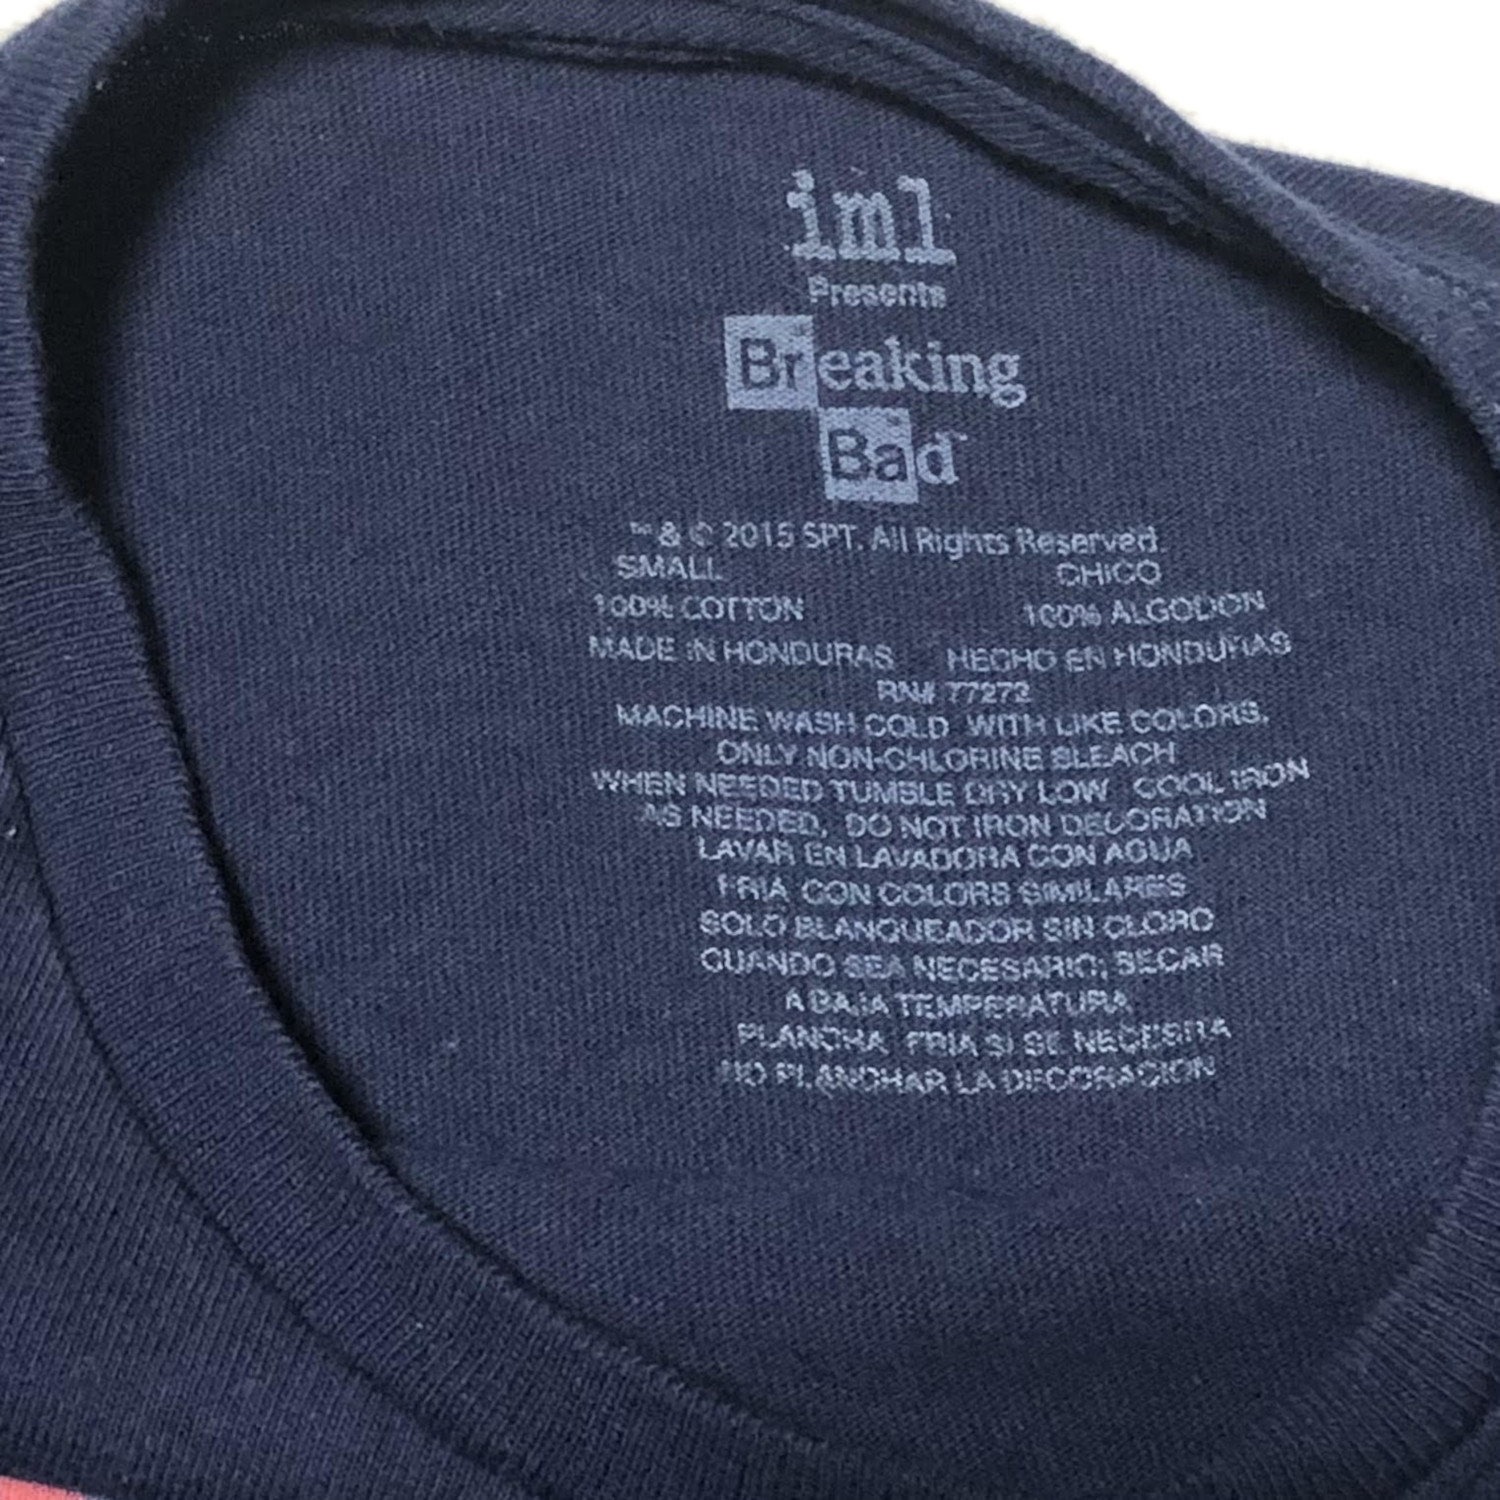 iml
Presents
Breaking
Bad™
™ & © 2015 SPT. All Rights Reserved.
SMALL CHICO
100% COTTON 100% ALGODON
MADE IN HONDURAS HECHO EN HONDURAS
RN# 77272
MACHINE WASH COLD WITH LIKE COLORS.
ONLY NON-CHLORINE BLEACH
WHEN NEEDED TUMBLE DRY LOW COOL IRON
AS NEEDED, DO NOT IRON DECORATION
LAVAR EN LAVADORA CON AGUA
FRIA CON COLORS SIMILARES
SOLO BLANQUEADOR SIN CLORO
CUANDO SEA NECESARIO; SECAR
A BAJA TEMPERATURA
PLANCHA FRIA SI SE NECESITA
NO PLANCHAR LA DECORACION